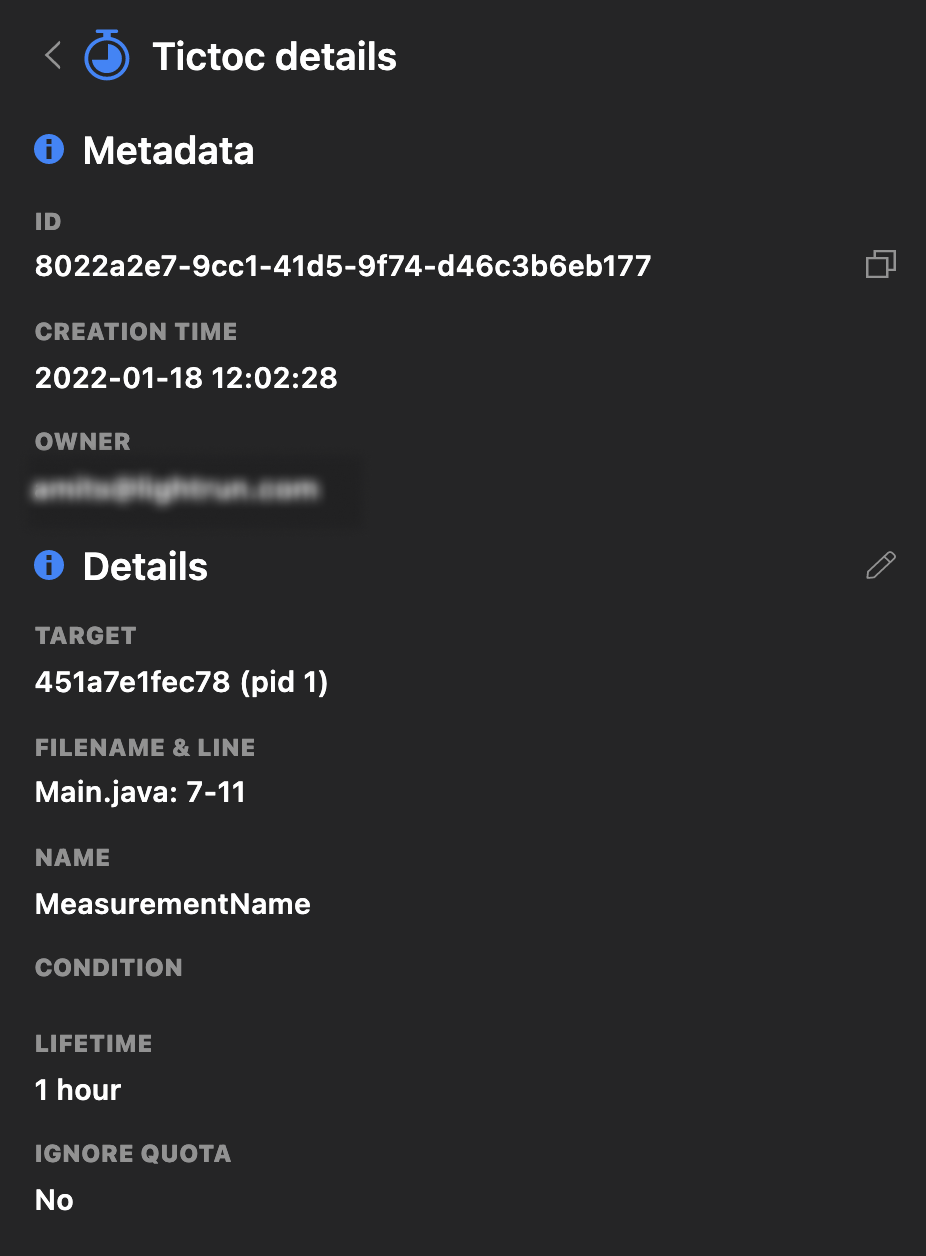 Tictoc details
Metadata
ID
8022a2e7-9cc1-41d5-9f74-d46c3b6eb177
CREATION TIME
2022-01-18 12:02:28
OWNER
Details
TARGET
451a7e1fec78 (pid 1)
FILENAME & LINE
Main.java: 7-11
NAME
MeasurementName
CONDITION
LIFETIME
1 hour
IGNORE QUOTA
No